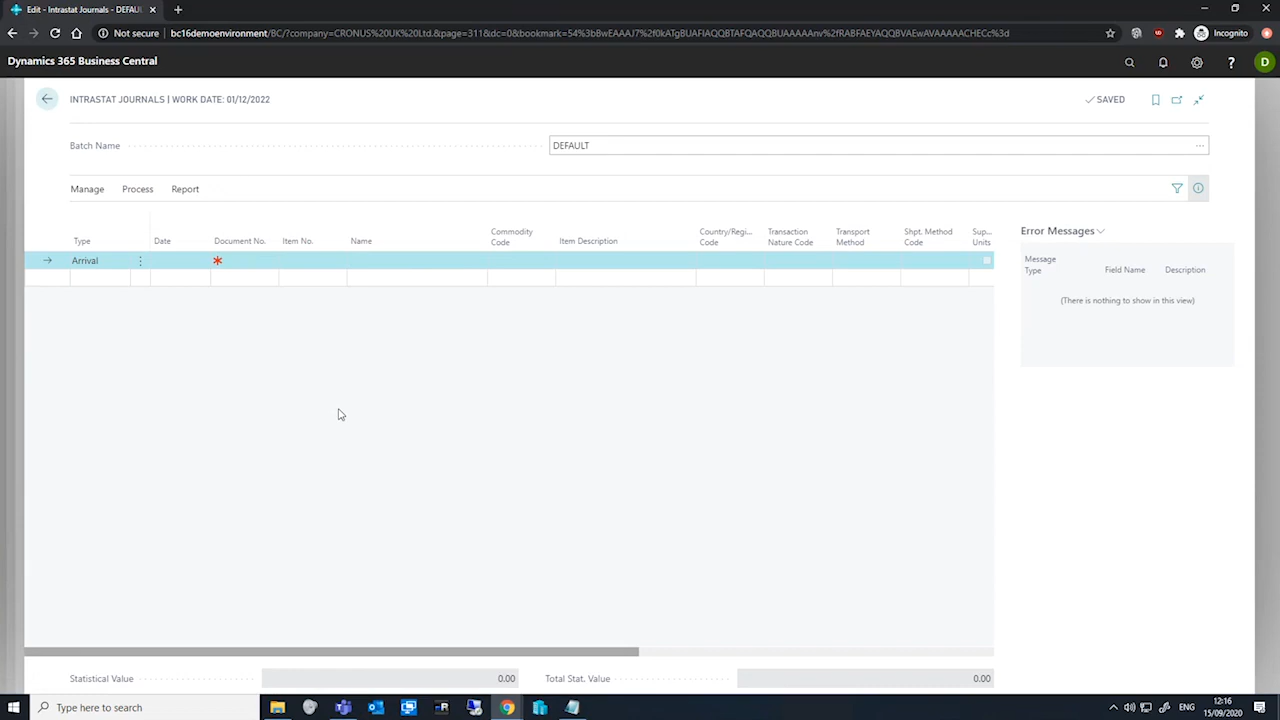 Edit - Intrastat Journals - DEFAUL
Not secure
bc16demoenvironment/BC/?company=CRONUS%20UK%20Ltd.&page=311&dc=0&bookmark=54%3bBwEAAAJ7%2f0kATgBUAFIAQQBTAFQAQQBUAAAAAnv%2fRABFAEYAQQBVAEwAVAAAAACHECc%3d
Incognito
Dynamics 365 Business Central
D
INTRASTAT JOURNALS | WORK DATE: 01/12/2022
SAVED
Batch Name
DEFAULT
Manage
Process
Report
Type
Date
Document No.
Item No.
Name
Commodity Code
Item Description
Country/Regi... Code
Transaction Nature Code
Transport Method
Shpt. Method Code
Sup... Units
Arrival
Error Messages
Message Type
Field Name
Description
(There is nothing to show in this view)
Statistical Value
0.00
Total Stat. Value
0.00
Type here to search
ENG
12:16
15/09/2020